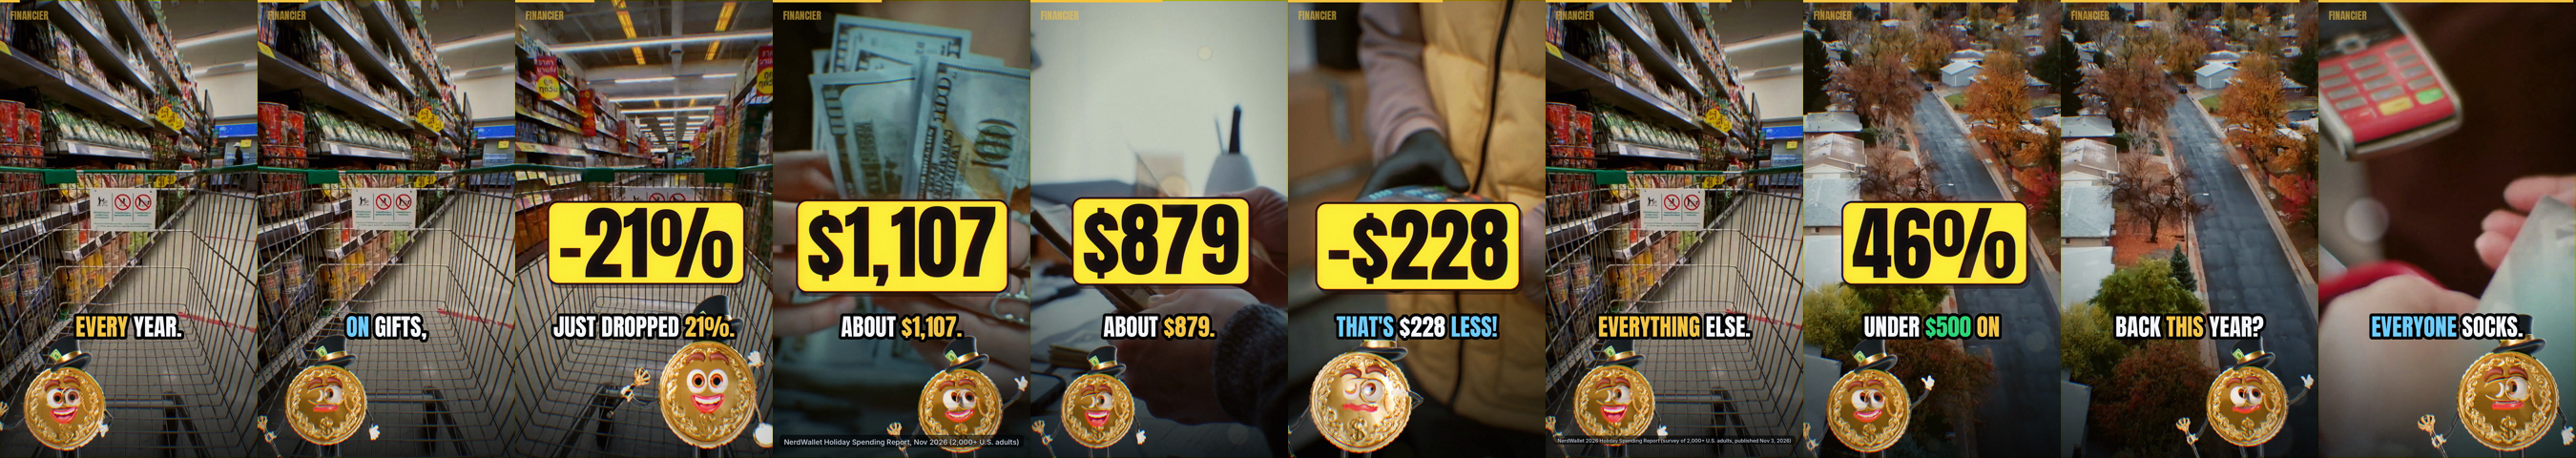 FINANCIER
EVERY YEAR.
FINANCIER
ON GIFTS,
FINANCIER
-21%
JUST DROPPED 21%.
FINANCIER
$1,107
ABOUT $1,107.
NerdWallet Holiday Spending Report, Nov 2026 (2,000+ U.S. adults)
FINANCIER
$879
ABOUT $879.
FINANCIER
-$228
THAT'S $228 LESS!
FINANCIER
EVERYTHING ELSE.
NerdWallet 2026 Holiday Spending Report (survey of 2,000+ U.S. adults, published Nov 3, 2026)
FINANCIER
46%
UNDER $500 ON
FINANCIER
BACK THIS YEAR?
FINANCIER
EVERYONE SOCKS.